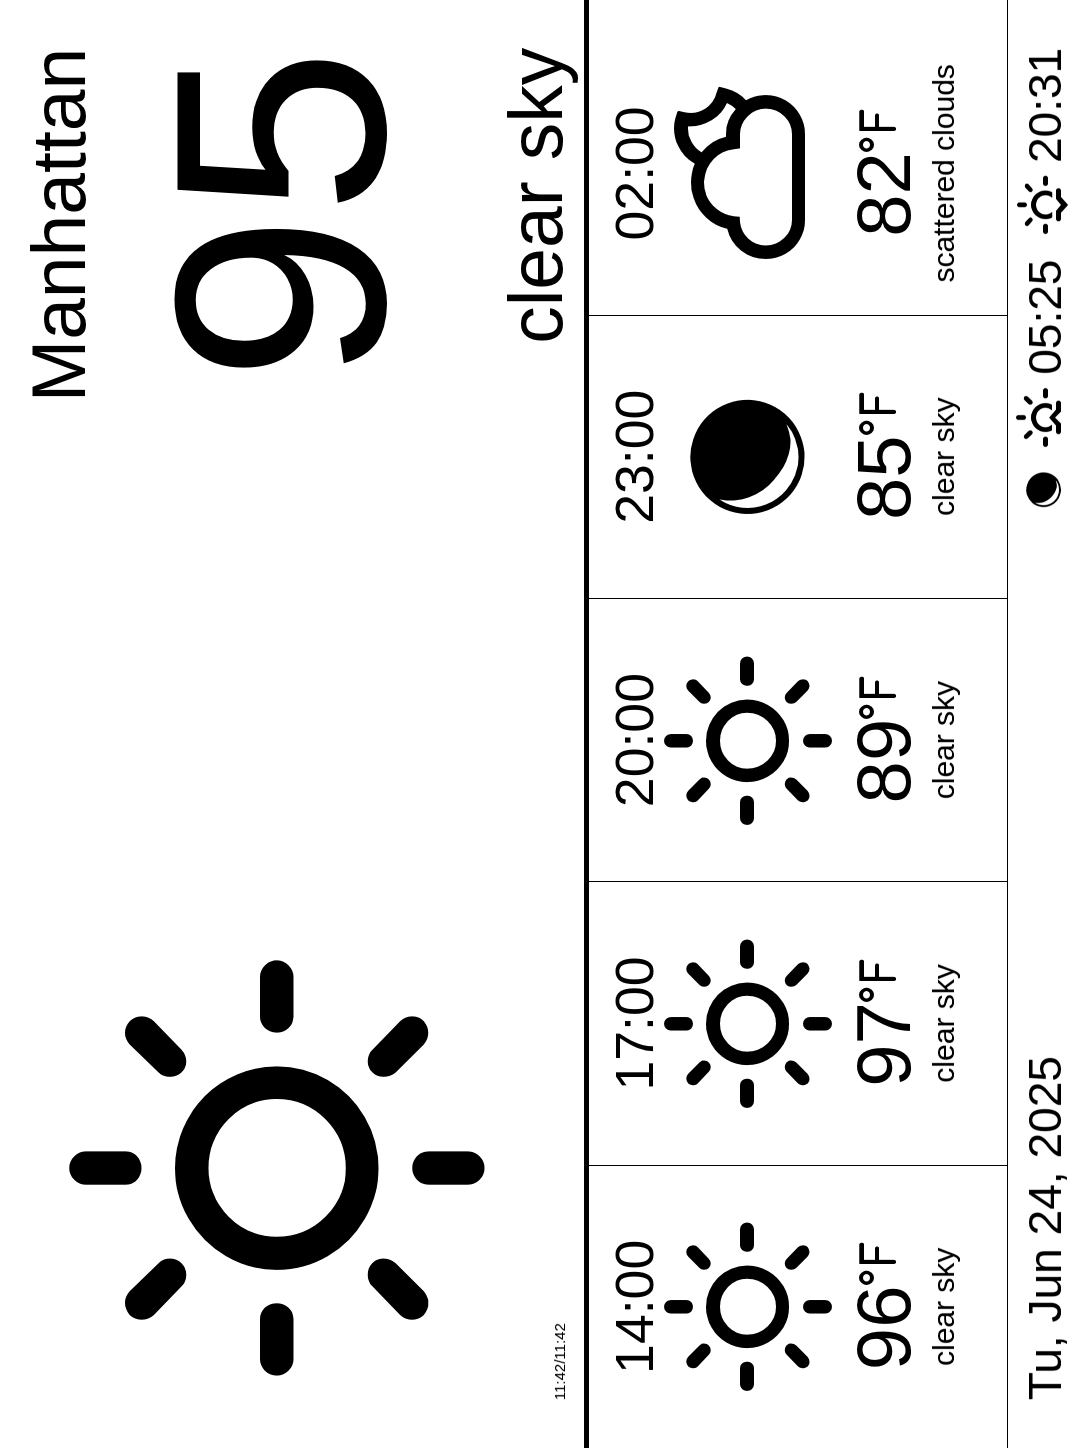 Manhattan
95
clear sky
11:42/11:42
14:00 17:00 20:00 23:00 02:00
96°F 97°F 89°F 85°F 82°F
clear sky clear sky clear sky clear sky scattered clouds
Tu, Jun 24, 2025 05:25 20:31